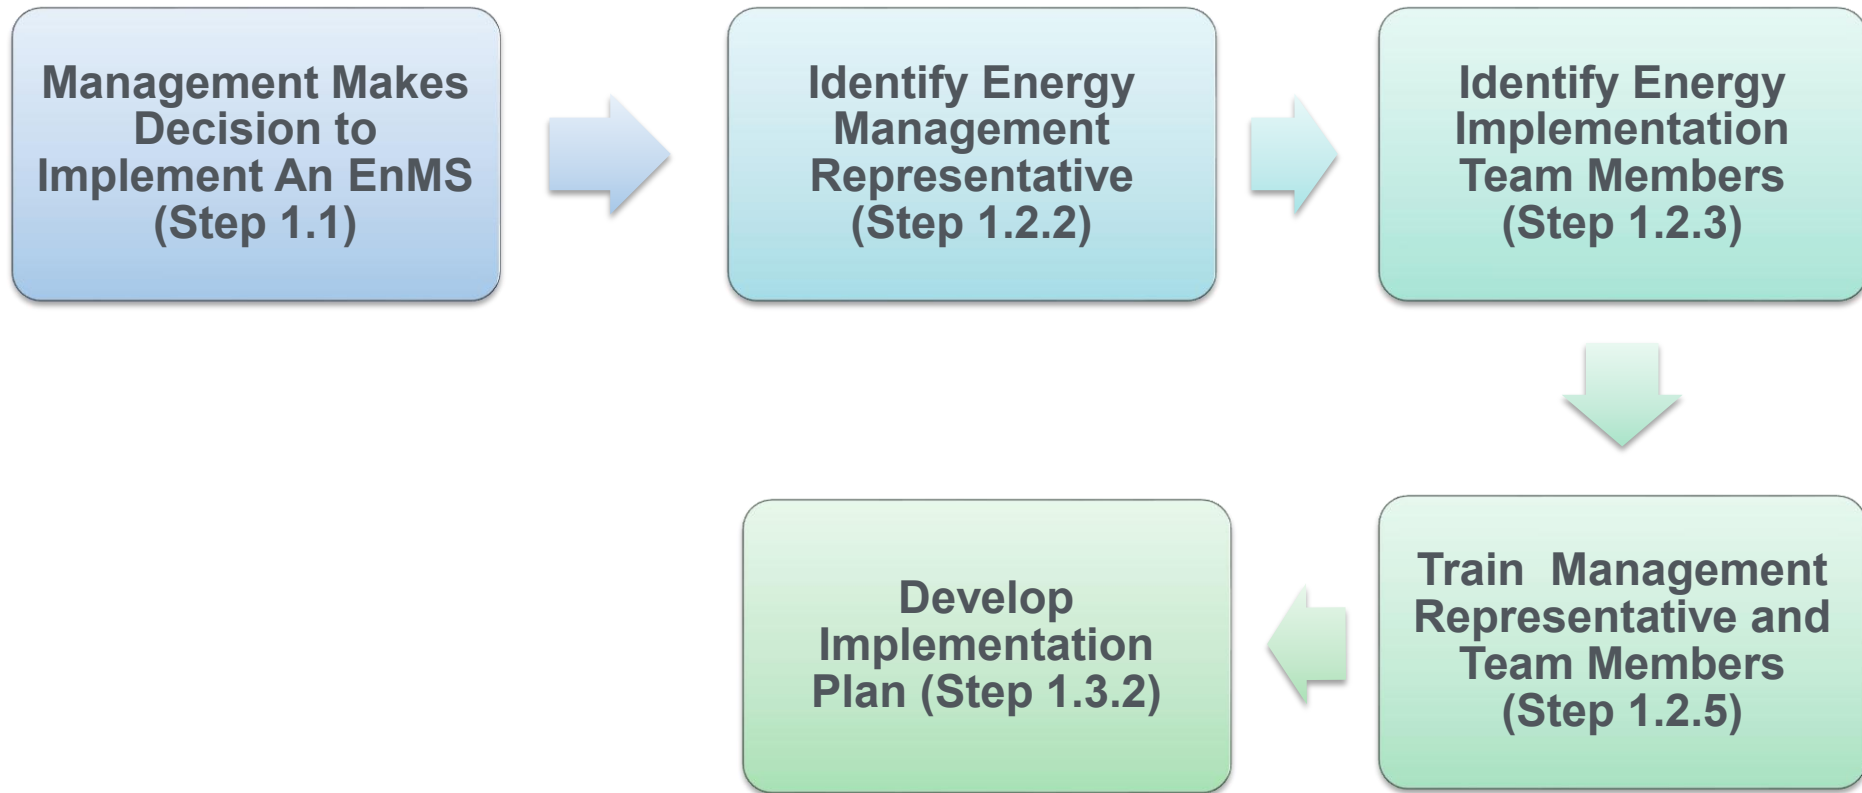 Management Makes
Decision to
Implement An EnMS
(Step 1.1)
Identify Energy
Management
Representative
(Step 1.2.2)
Identify Energy
Implementation
Team Members
(Step 1.2.3)
Train  Management
Representative and
Team Members
(Step 1.2.5)
Develop
Implementation
Plan (Step 1.3.2)